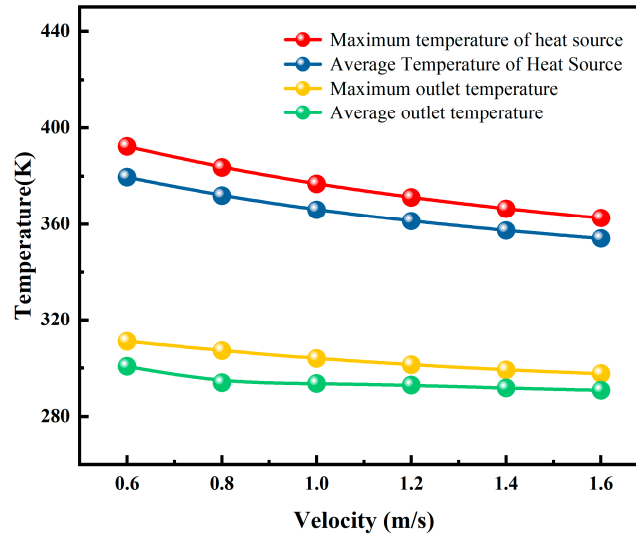 440
400
360
320
280
Temperature(K)
Maximum temperature of heat source
Average Temperature of Heat Source
Maximum outlet temperature
Average outlet temperature
0.6 0.8 1.0 1.2 1.4 1.6
Velocity (m/s)